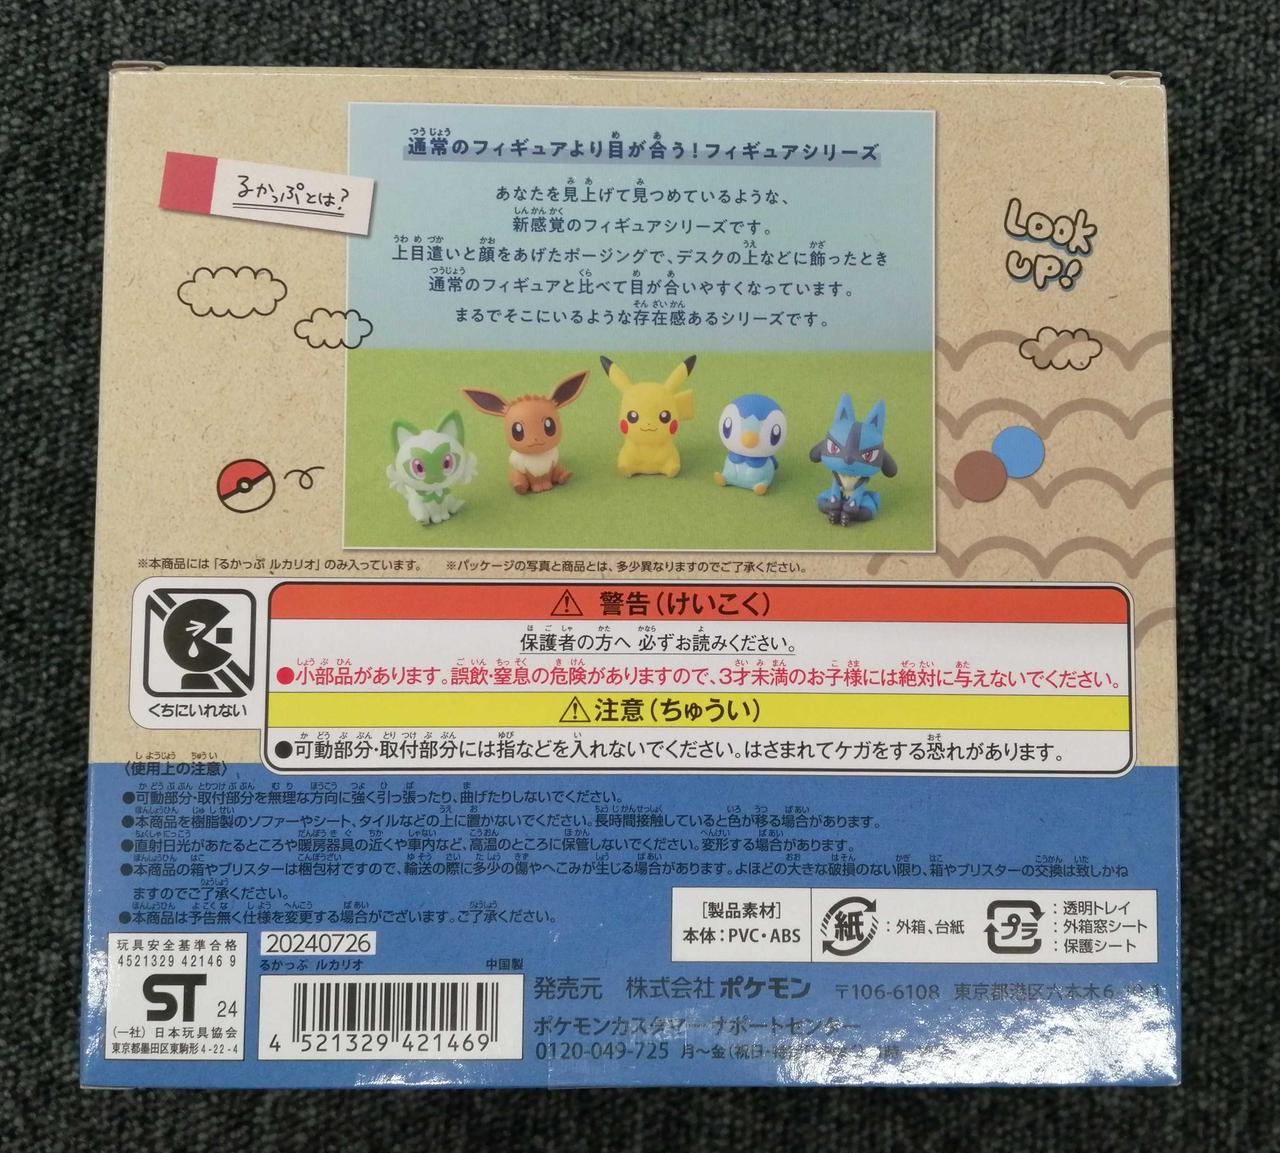 通常のフィギュアより目が合う!フィギュアシリーズ
るかっぷとは?
あなたを見上げて見つめているような、
新感覚のフィギュアシリーズです。
上目遣いと顔をあげたポージングで、デスクの上などに飾ったとき
通常のフィギュアと比べて目が合いやすくなっています。
まるでそこにいるような存在感あるシリーズです。
Look
UP!
※本商品には「るかっぷ ルカリオ」のみ入っています。 ※パッケージの写真と商品とは、多少異なりますのでご了承ください。
警告(けいこく)
保護者の方へ 必ずお読みください。
●小部品があります。誤飲・窒息の危険がありますので、3才未満のお子様には絶対に与えないでください。
くちにいれない
注意(ちゅうい)
●可動部分・取付部分には指などを入れないでください。はさまれてケガをする恐れがあります。
〈使用上の注意〉
●可動部分・取付部分を無理な方向に強く引っ張ったり、曲げたりしないでください。
●本商品を樹脂製のソファーやシート、タイルなどの上に置かないでください。長時間接触していると色が移る場合があります。
●直射日光があたるところや暖房器具の近くや車内など、高温のところに保管しないでください。変形する場合があります。
●本商品の箱やブリスターは梱包材ですので、輸送の際に多少の傷やへこみが生じる場合があります。よほどの大きな破損のない限り、箱やブリスターの交換は致しかね
ますのでご了承ください。
●本商品は予告無く仕様を変更する場合がございます。ご了承ください。
[製品素材]
本体:PVC・ABS
紙
:外箱、台紙
プラ
:透明トレイ
:外箱窓シート
:保護シート
玩具安全基準合格
4521329 42146 9
ST 24
(一社)日本玩具協会
東京都墨田区東駒形4-22-4
20240726
るかっぷ ルカリオ 中国製
4 521329 421469
発売元 株式会社ポケモン 〒106-6108 東京都港区六本木6-10-1
ポケモンカスタマーサポートセンター
0120-049-725 月~金(祝日・